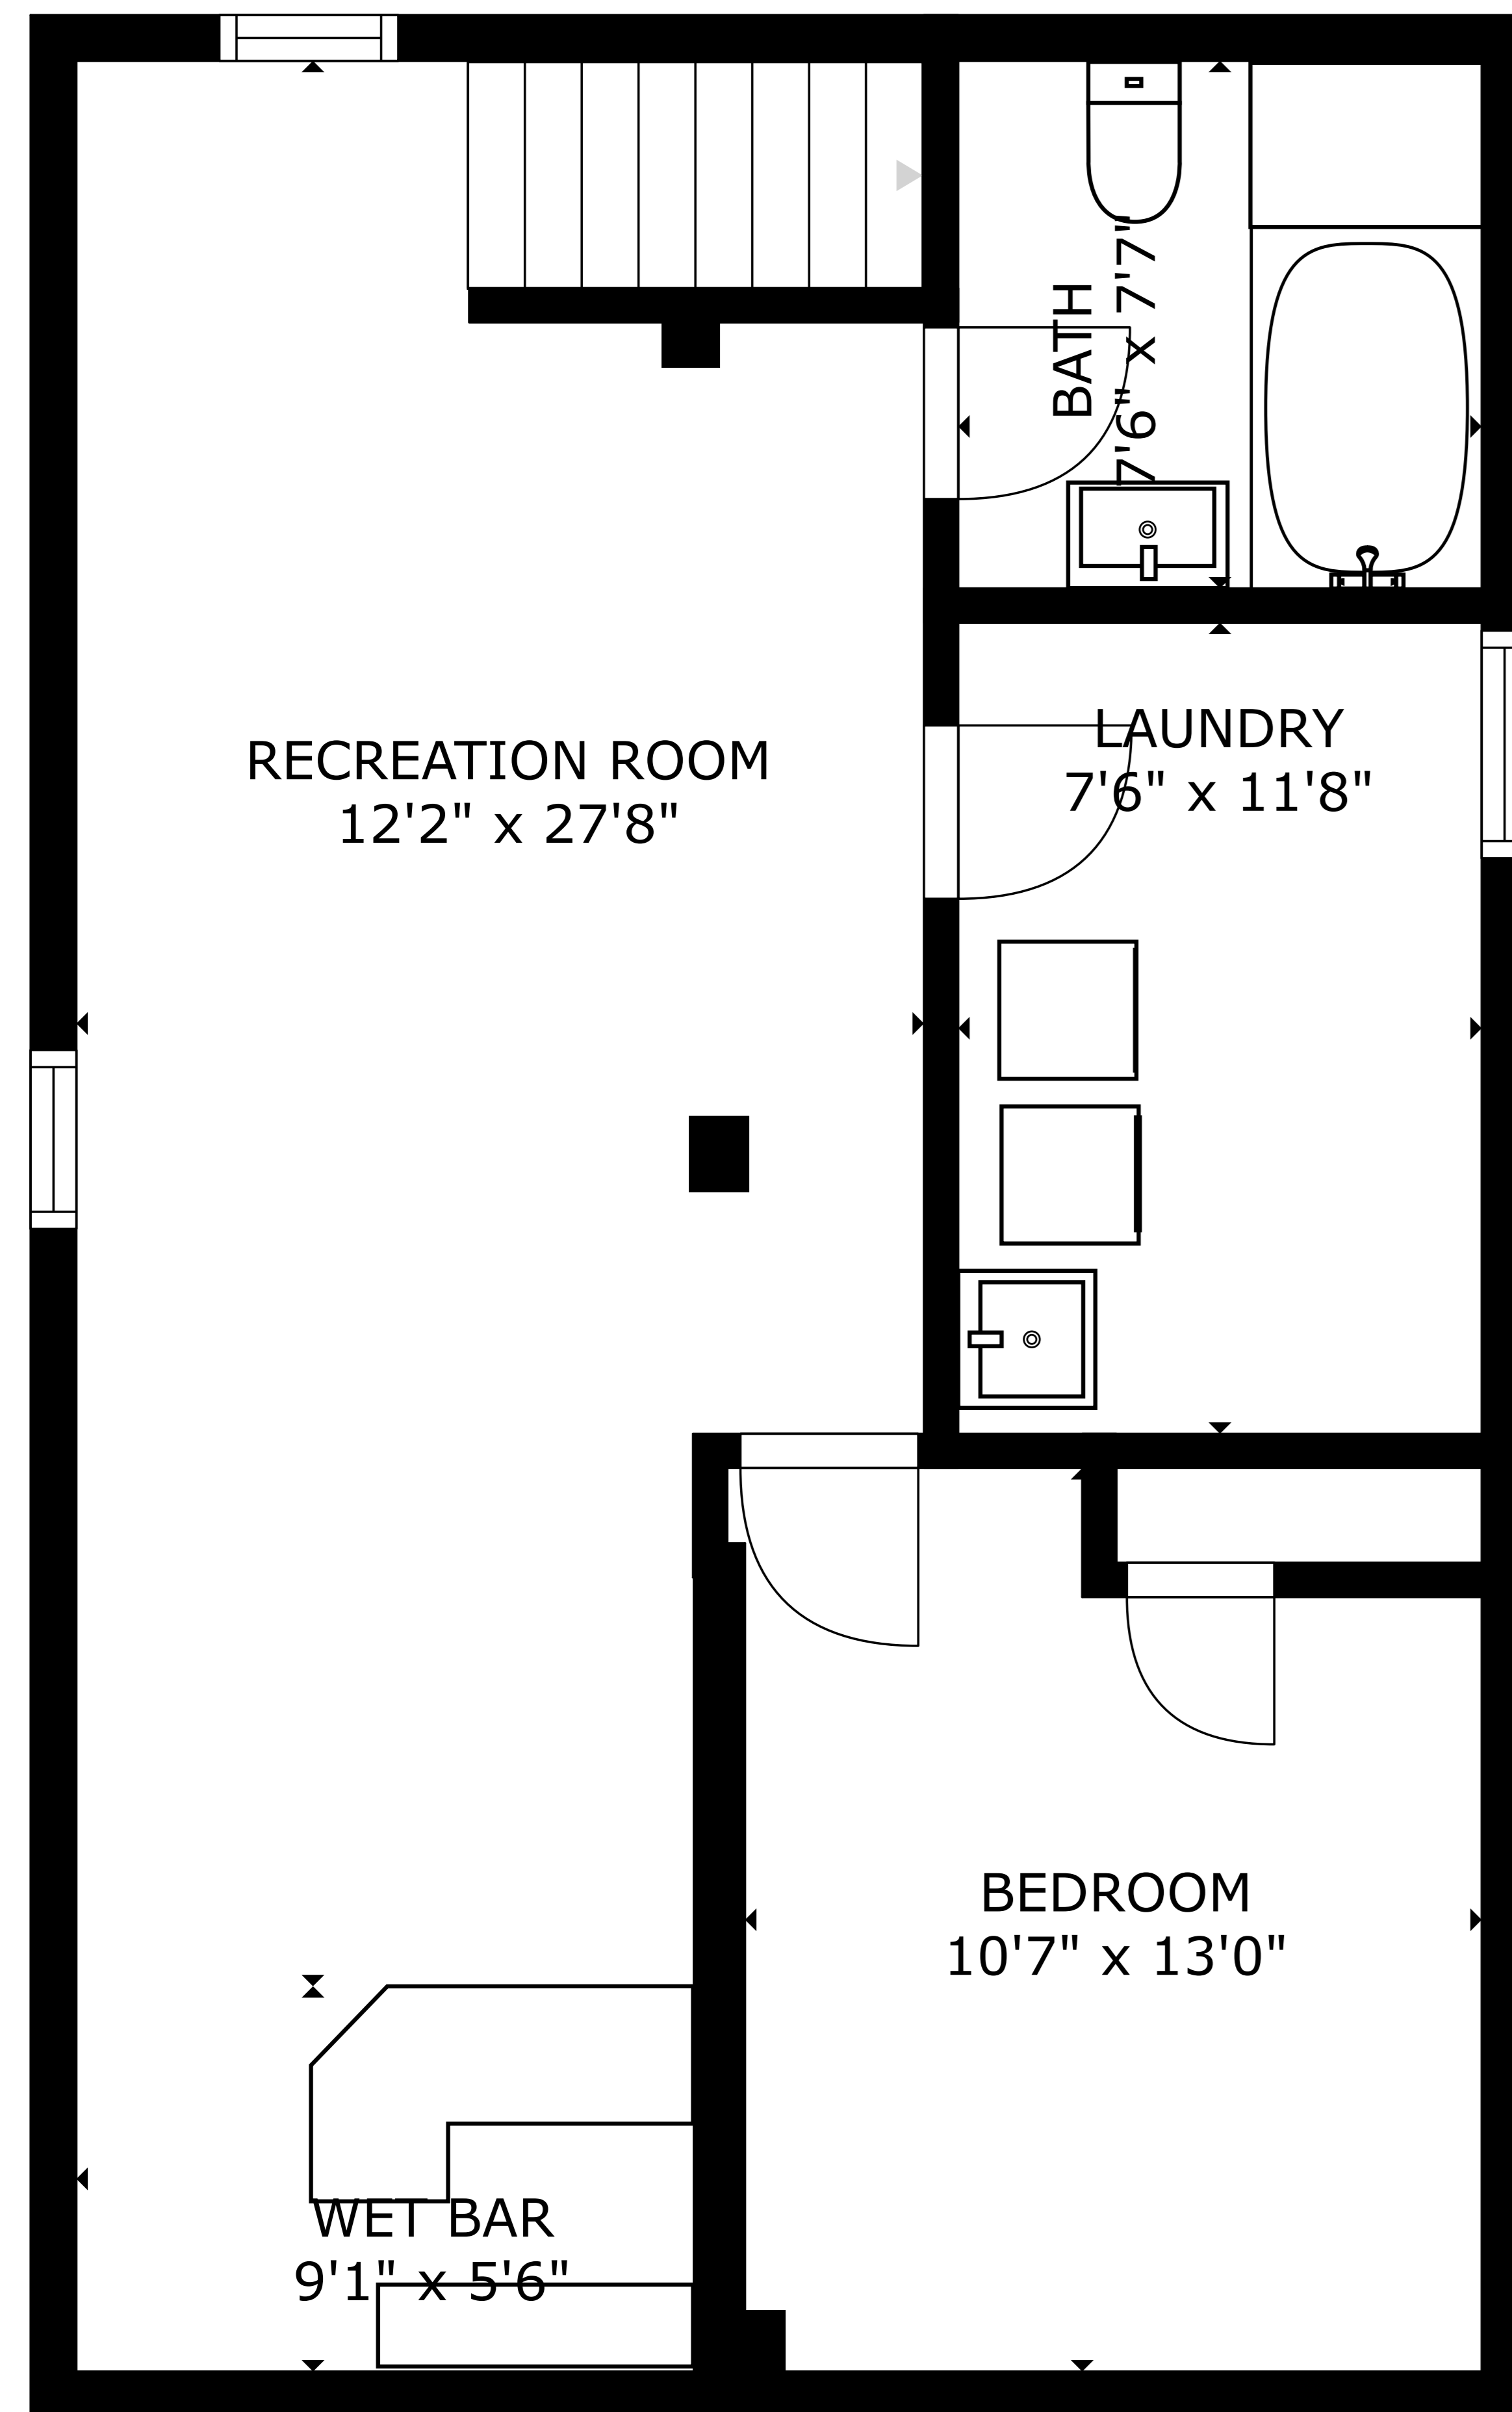 BATH
7'6" x 7'7"
RECREATION ROOM
12'2" x 27'8"
LAUNDRY
7'6" x 11'8"
BEDROOM
10'7" x 13'0"
WET BAR
9'1" x 5'6"